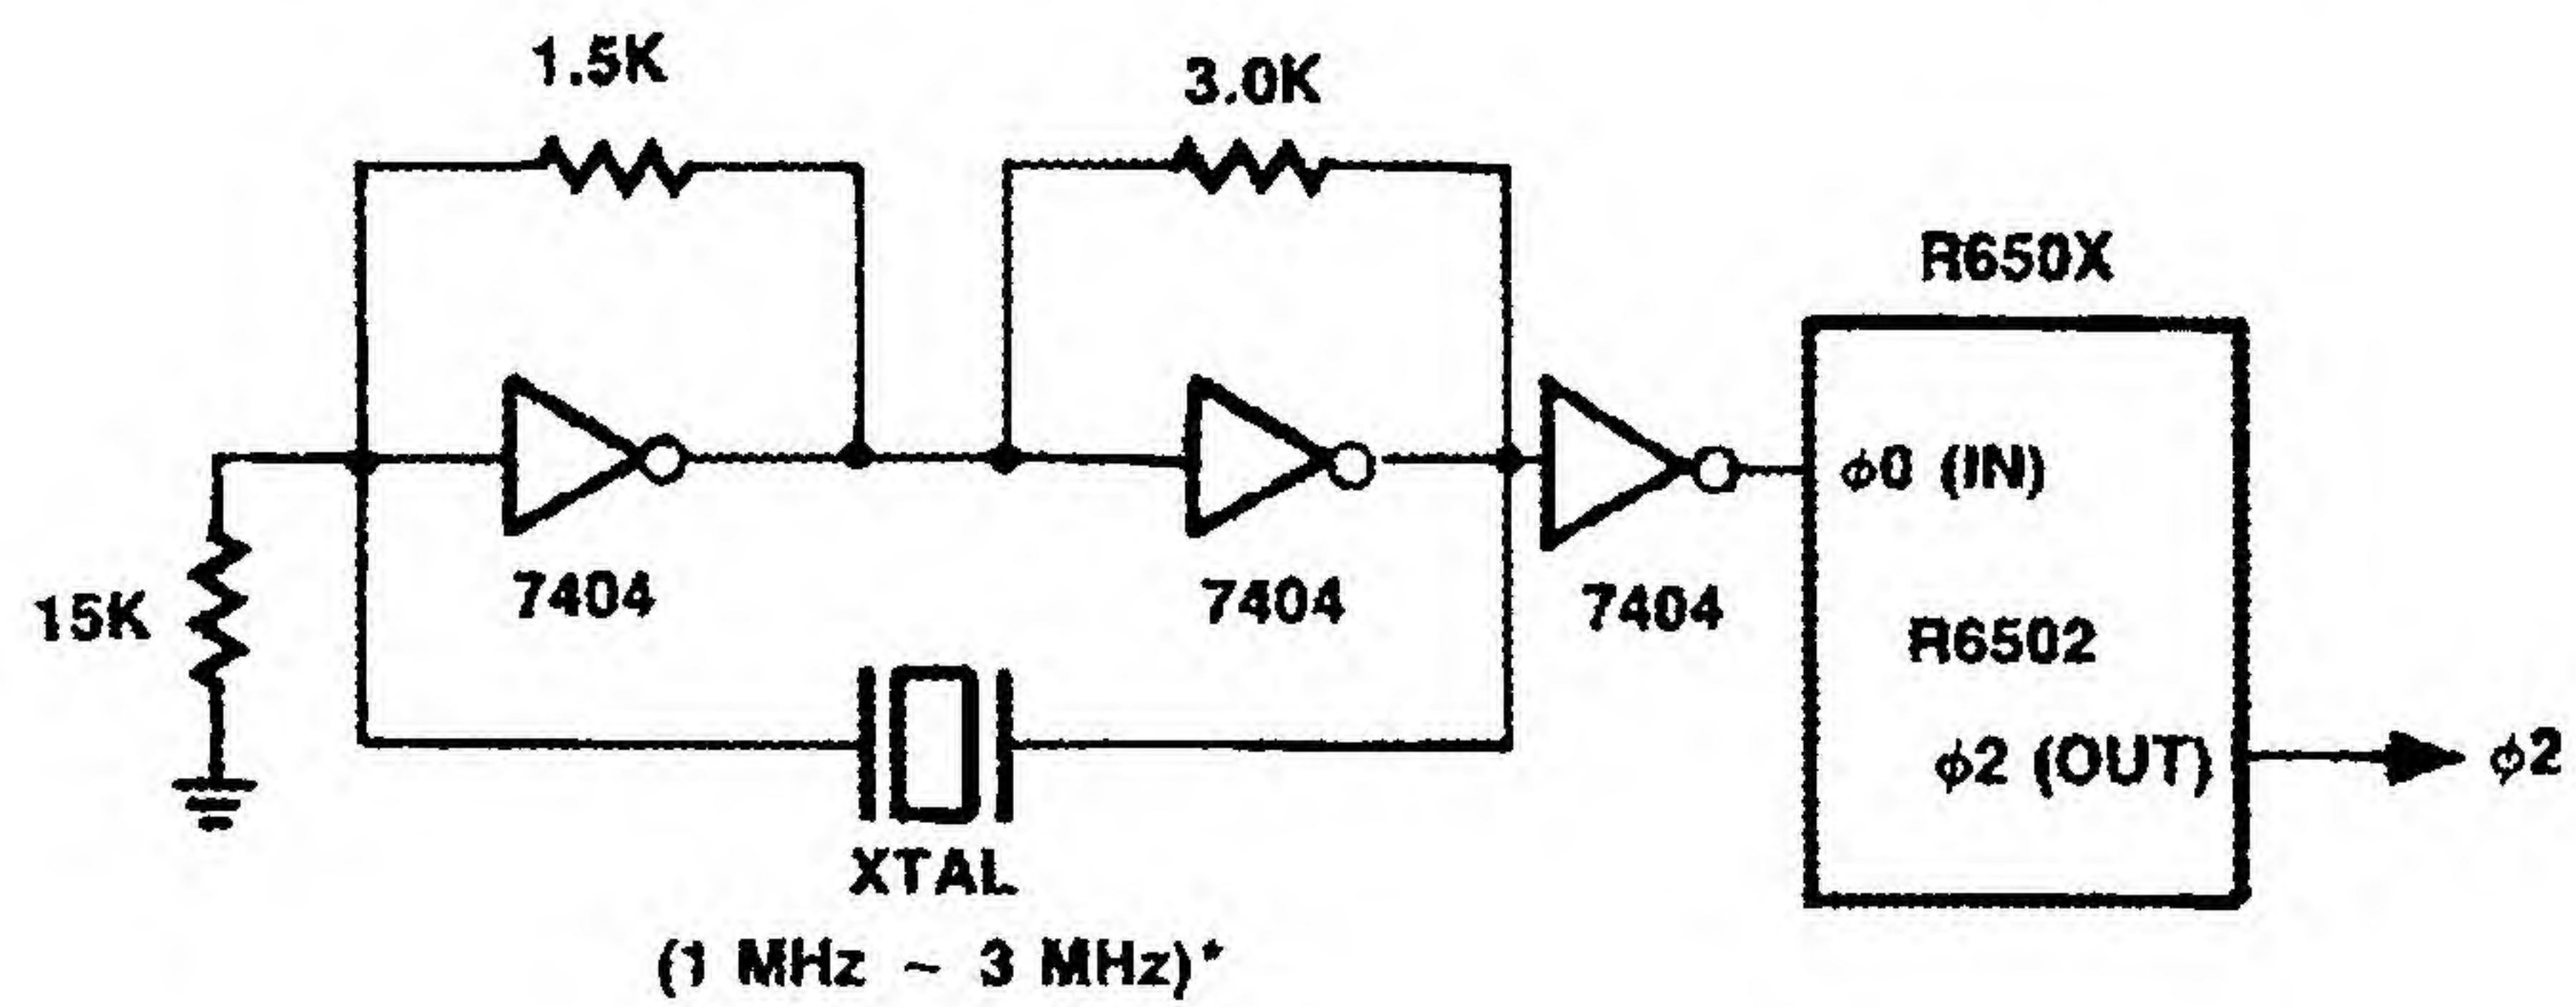 1.5K
3.0K
R650X
ϕ0 (IN)
15K
7404
7404
7404
R6502
ϕ2 (OUT)
ϕ2
XTAL
(1 MHz ~ 3 MHz)*